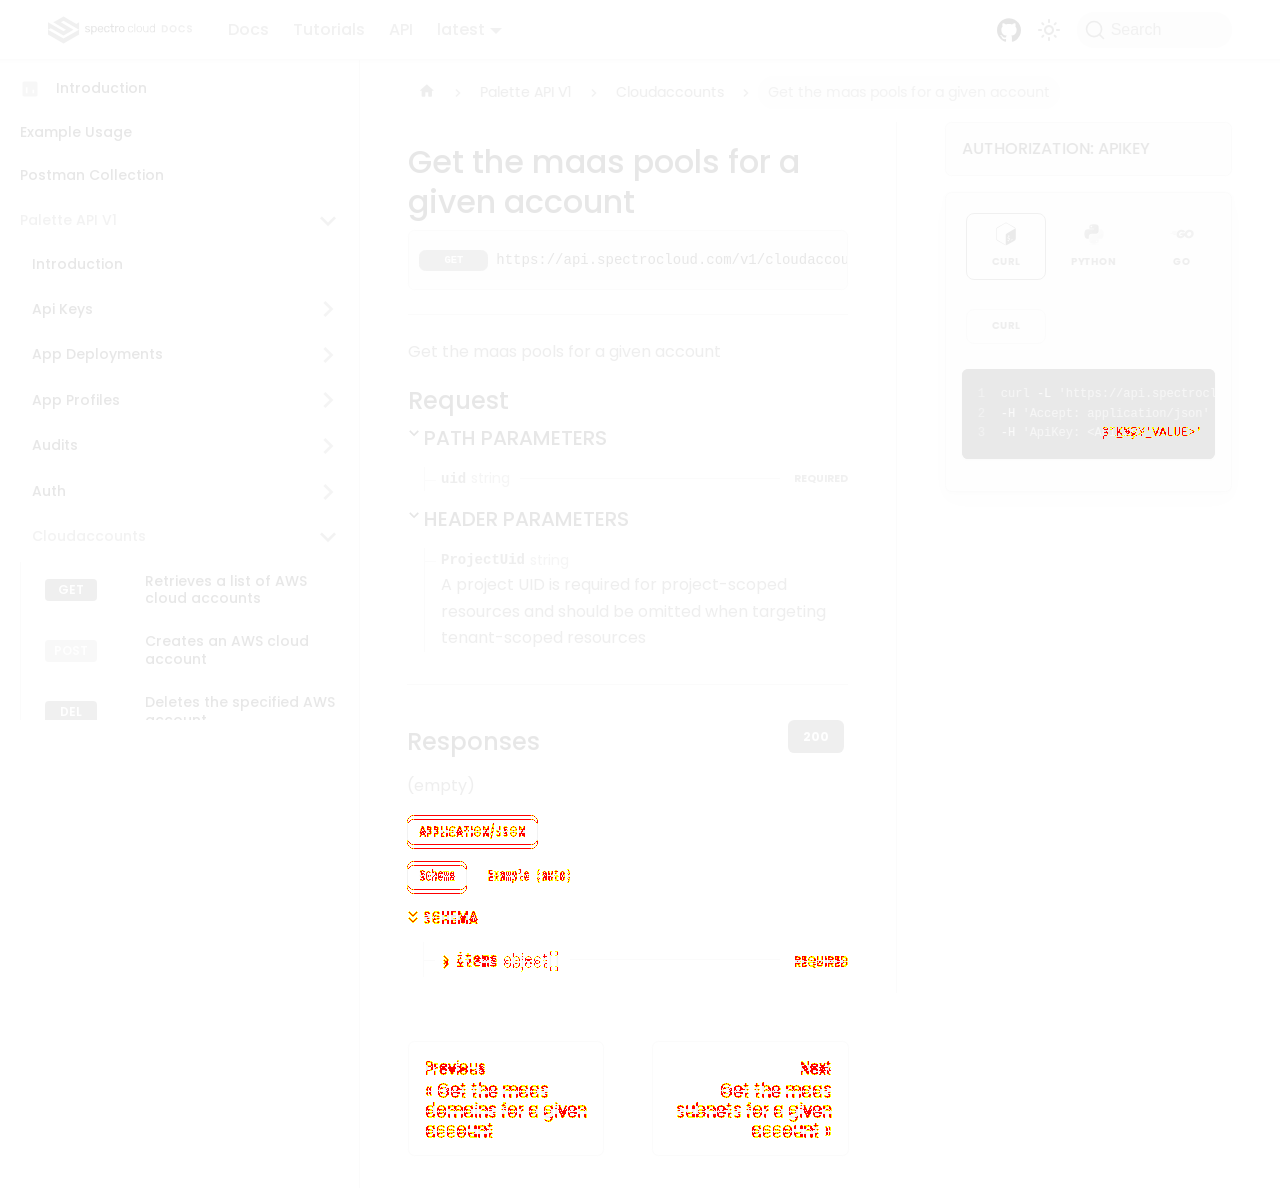 spectro cloud DOCS
Docs
Tutorials
API
latest
Search
Introduction
Example Usage
Postman Collection
Palette API V1
Introduction
Api Keys
App Deployments
App Profiles
Audits
Auth
Cloudaccounts
GET Retrieves a list of AWS
cloud accounts
POST Creates an AWS cloud
account
DEL Deletes the specified AWS
account
Palette API V1
Cloudaccounts
Get the maas pools for a given account
Get the maas pools for a
given account
GET https://api.spectrocloud.com/v1/cloudaccou
Get the maas pools for a given account
Request
PATH PARAMETERS
uid string REQUIRED
HEADER PARAMETERS
ProjectUid string
A project UID is required for project-scoped
resources and should be omitted when targeting
tenant-scoped resources
Responses
200
(empty)
APPLICATION/JSON
Schema Example (auto)
SCHEMA
items object[] REQUIRED
Previous
« Get the maas
domains for a given
account
Next
Get the maas
subnets for a given
account »
AUTHORIZATION: APIKEY
CURL
PYTHON
GO
GO
CURL
1 curl -L 'https://api.spectrocl
2 -H 'Accept: application/json'
3 -H 'ApiKey: VALUE>'